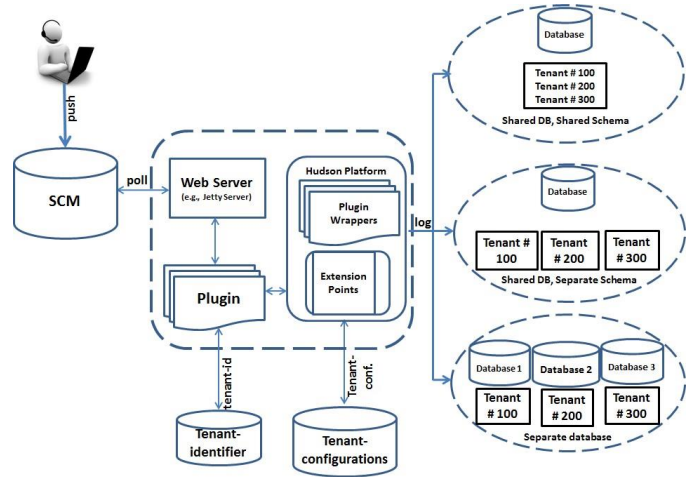 push
SCM
poll
Web Server
(e.g., Jetty Server)
Plugin
Hudson Platform
Plugin
Wrappers
Extension
Points
log
tenant-id
Tenant-
conf.
Tenant-
identifier
Tenant-
configurations
Database
Tenant # 100
Tenant # 200
Tenant # 300
Shared DB, Shared Schema
Database
Tenant #
100
Tenant
# 200
Tenant
# 300
Shared DB, Separate Schema
Database 1
Database 2
Database 3
Tenant
# 100
Tenant
# 200
Tenant
# 300
Separate database